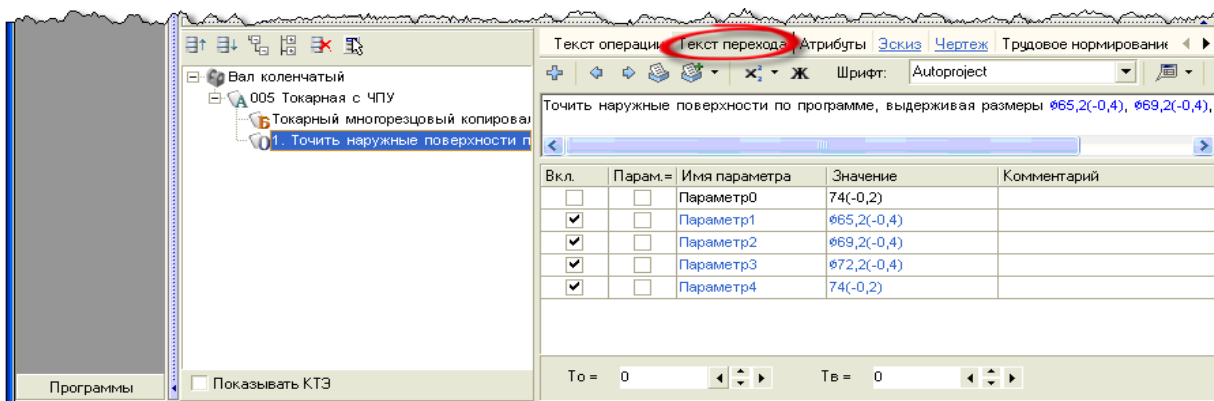 Текст операции Текст перехода Атрибуты Эскиз Чертеж Трудовое нормирование
Ж Шрифт: Autoproject
Вал коленчатый
005 Токарная с ЧПУ
Токарный многорезцовый копировал
1. Точить наружные поверхности п
Точить наружные поверхности по программе, выдерживая размеры ø65,2(-0,4), ø69,2(-0,4),
Вкл. Парам.= Имя параметра Значение Комментарий
Параметр0 74(-0,2)
Параметр1 ø65,2(-0,4)
Параметр2 ø69,2(-0,4)
Параметр3 ø72,2(-0,4)
Параметр4 74(-0,2)
Программы
Показывать КТЭ
То = 0 Тв = 0